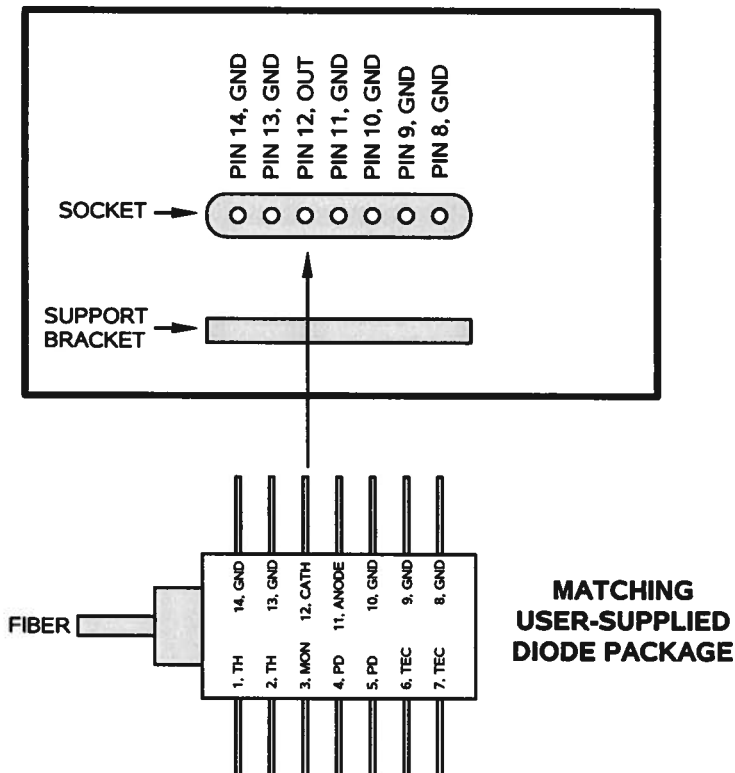 PIN 14, GND
PIN 13, GND
PIN 12, OUT
PIN 11, GND
PIN 10, GND
PIN 9, GND
PIN 8, GND
SOCKET
SUPPORT
BRACKET
14, GND
13, GND
12, CATH
11, ANODE
10, GND
9, GND
8, GND
FIBER
1, TH
2, TH
3, MON
4, PD
5, PD
6, TEC
7, TEC
MATCHING
USER-SUPPLIED
DIODE PACKAGE